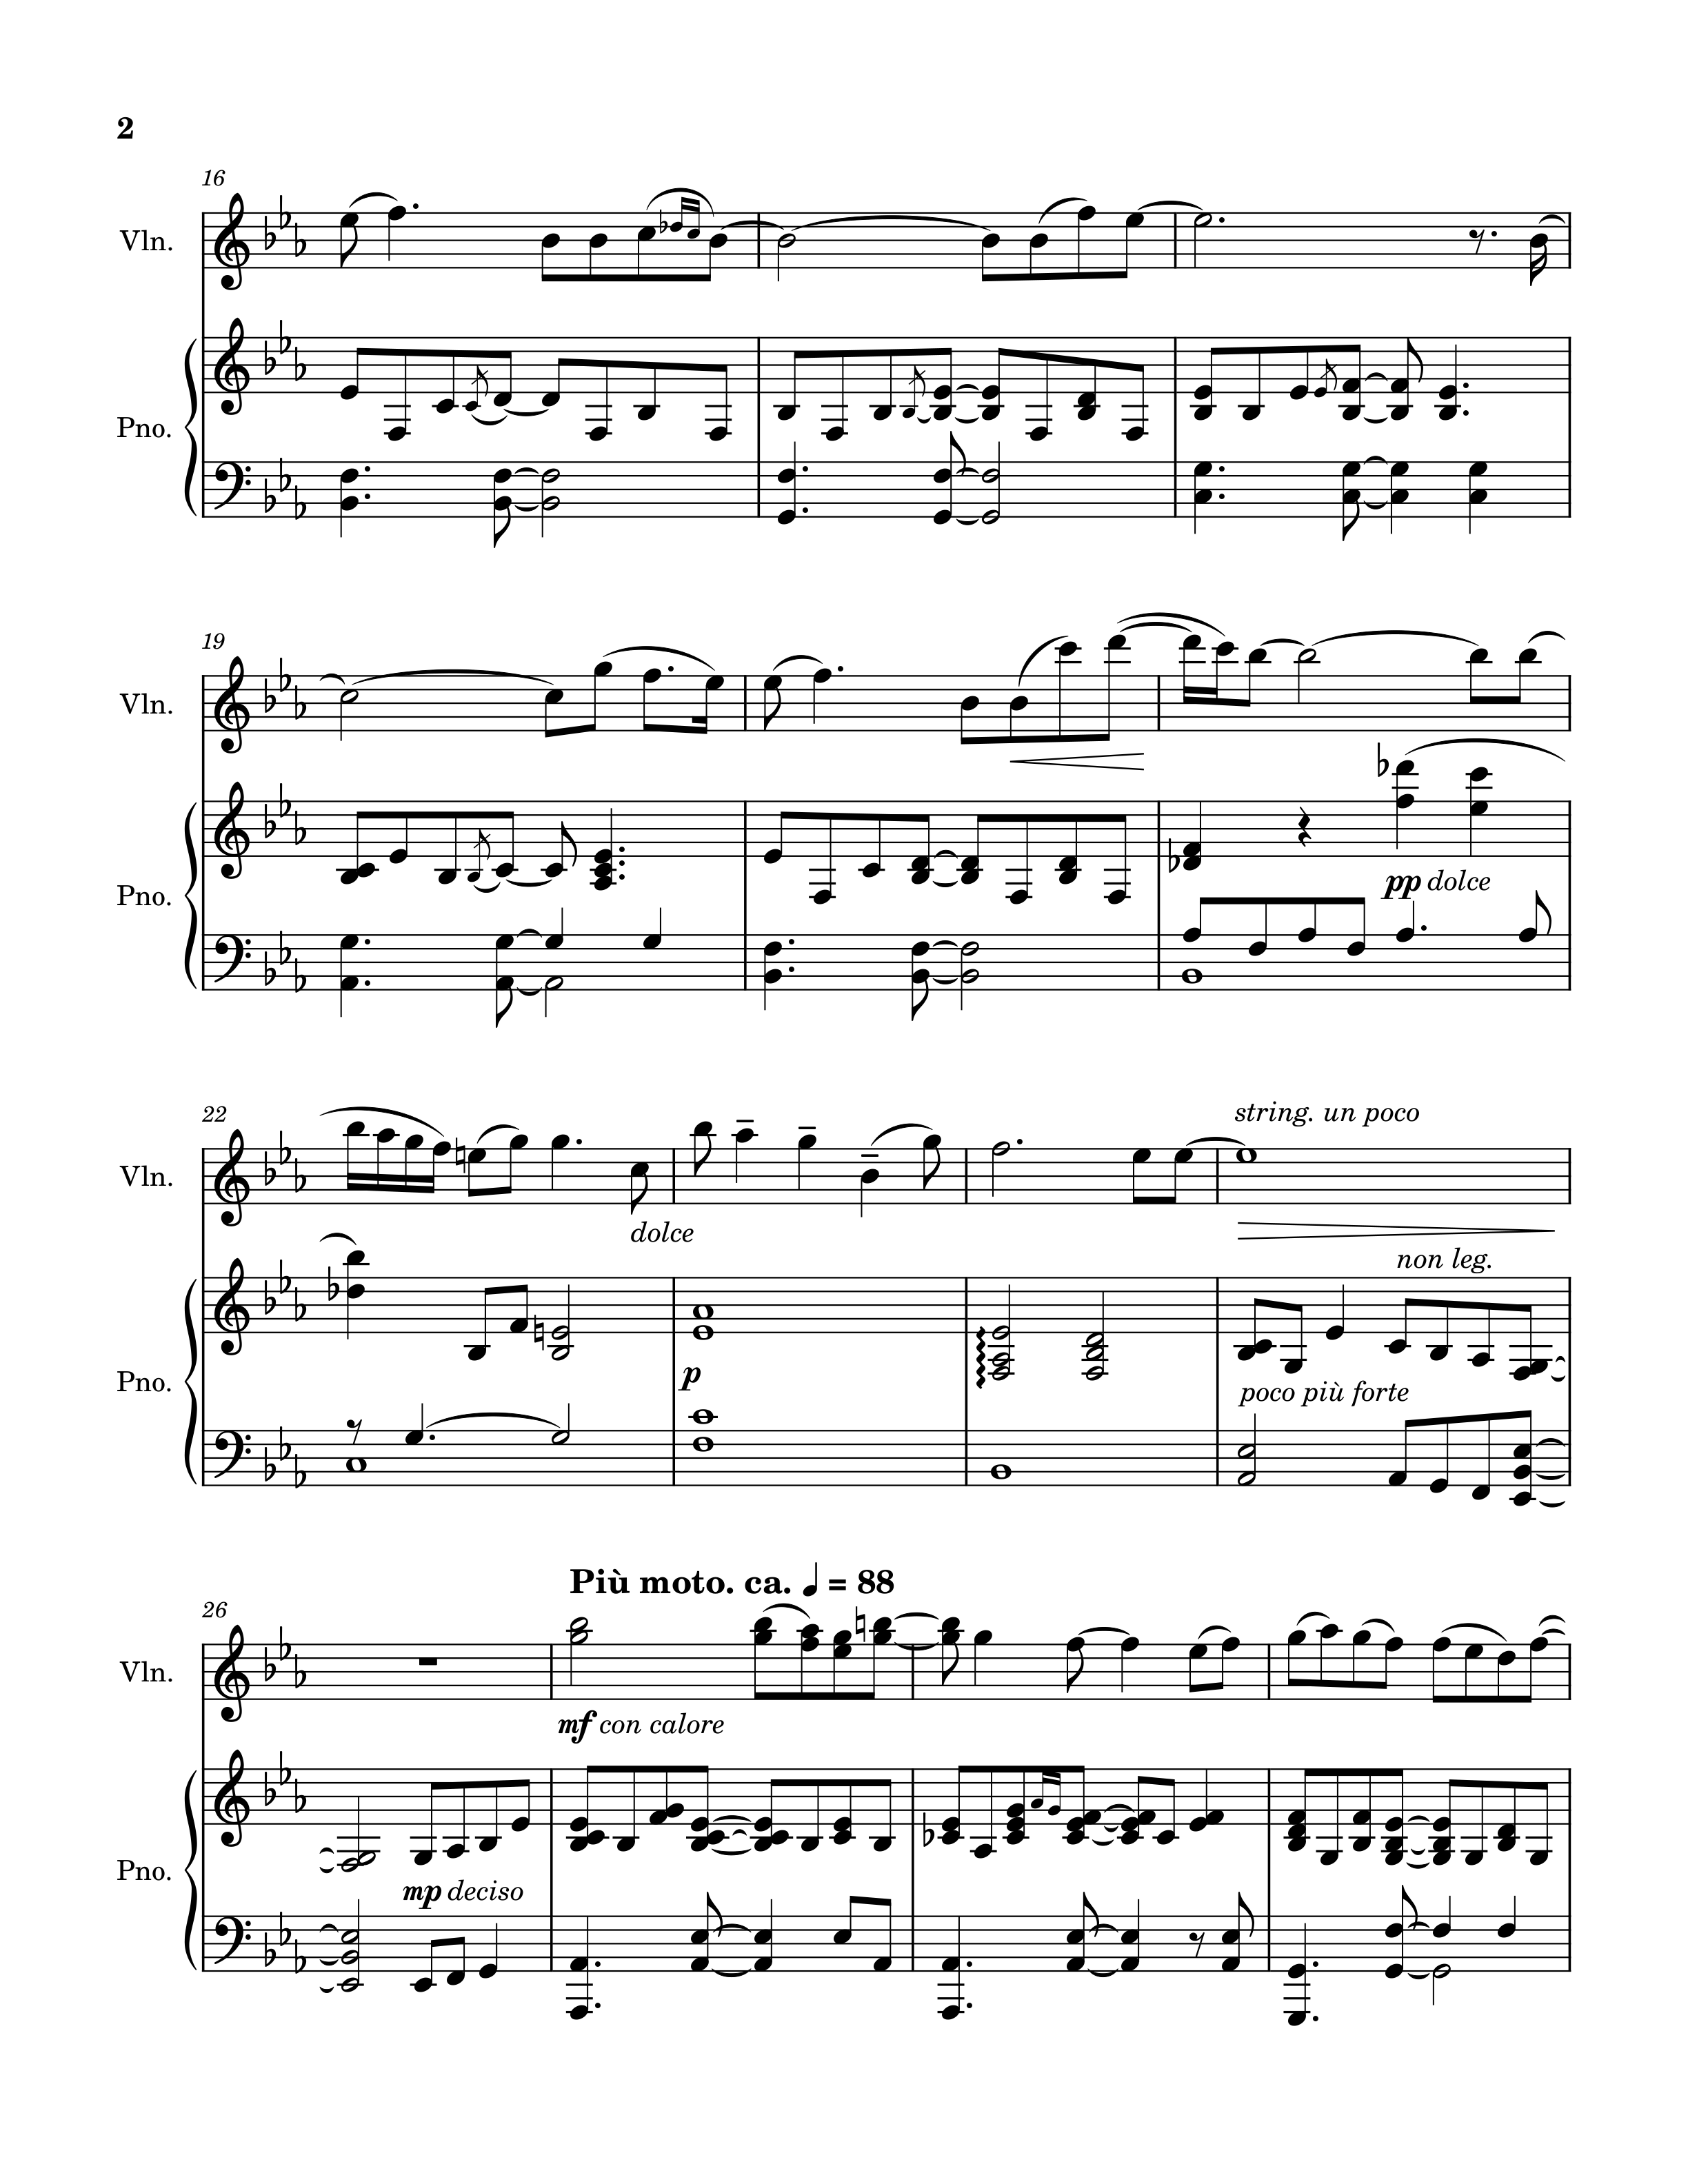 2
16
Vln.
Pno.
19
Vln.
Pno.
pp dolce
22
string. un poco
Vln.
dolce
non leg.
p
Pno.
poco più forte
Più moto. ca. ♩ = 88
26
Vln.
mf con calore
Pno.
mp deciso